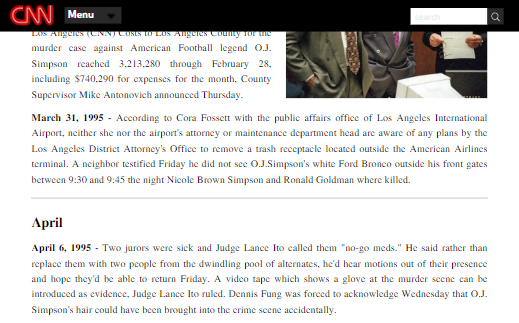 CNN Menu search
Los Angeles (CNN) Costs to Los Angeles County for the
murder case against American Football legend O.J.
Simpson reached 3,213,280 through February 28,
including $740,290 for expenses for the month, County
Supervisor Mike Antonovich announced Thursday.
March 31, 1995 - According to Cora Fossett with the public affairs office of Los Angeles International
Airport, neither she nor the airport's attorney or maintenance department head are aware of any plans by the
Los Angeles District Attorney's Office to remove a trash receptacle located outside the American Airlines
terminal. A neighbor testified Friday he did not see O.J.Simpson's white Ford Bronco outside his front gates
between 9:30 and 9:45 the night Nicole Brown Simpson and Ronald Goldman where killed.
April
April 6, 1995 - Two jurors were sick and Judge Lance Ito called them "no-go meds." He said rather than
replace them with two people from the dwindling pool of alternates, he'd hear motions out of their presence
and hope they'd be able to return Friday. A video tape which shows a glove at the murder scene can be
introduced as evidence, Judge Lance Ito ruled. Dennis Fung was forced to acknowledge Wednesday that O.J.
Simpson's hair could have been brought into the crime scene accidentally.